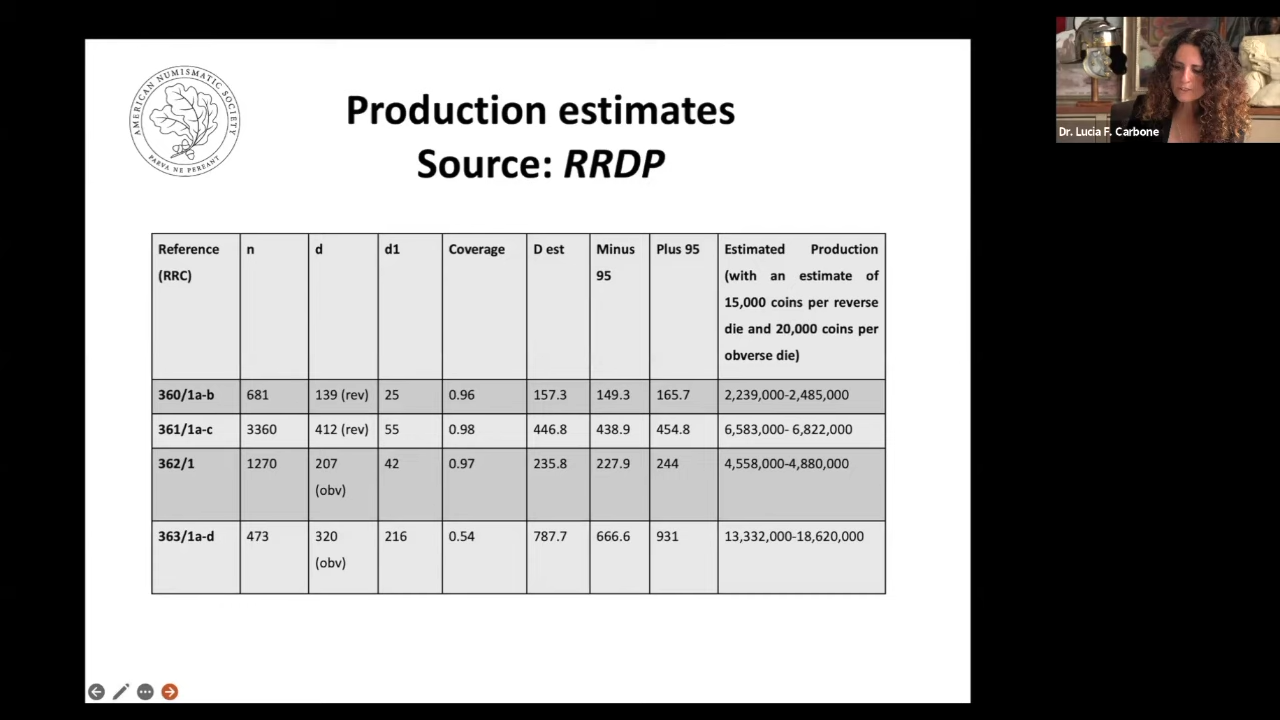 AMERICAN NUMISMATIC SOCIETY
PARVA NE PEREANT
Production estimates
Source: RRDP
Dr. Lucia F. Carbone
Reference (RRC) n d d1 Coverage D est Minus 95 Plus 95 Estimated Production (with an estimate of 15,000 coins per reverse die and 20,000 coins per obverse die)
360/1a-b 681 139 (rev) 25 0.96 157.3 149.3 165.7 2,239,000-2,485,000
361/1a-c 3360 412 (rev) 55 0.98 446.8 438.9 454.8 6,583,000- 6,822,000
362/1 1270 207 (obv) 42 0.97 235.8 227.9 244 4,558,000-4,880,000
363/1a-d 473 320 (obv) 216 0.54 787.7 666.6 931 13,332,000-18,620,000